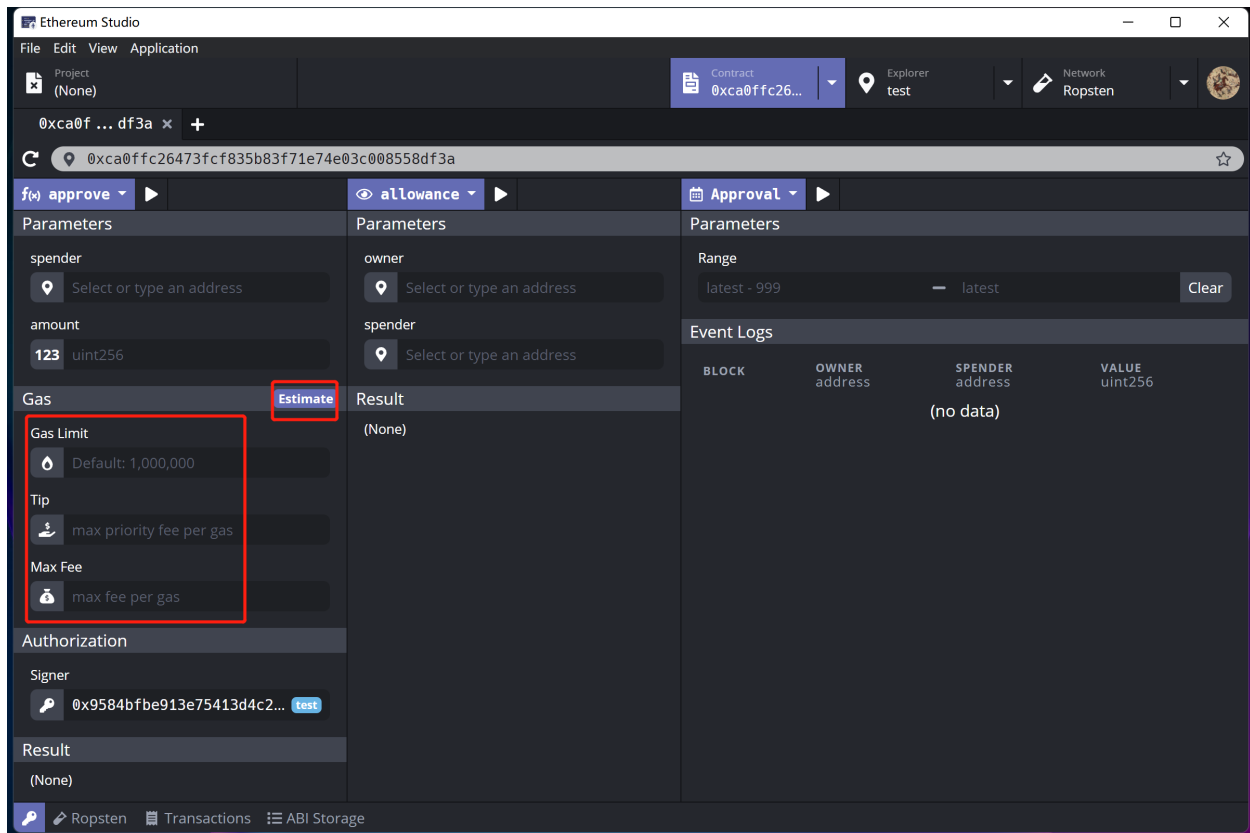 Ethereum Studio
File Edit View Application
Project
(None)
Contract
0xca0ffc26...
Explorer
test
Network
Ropsten
0xca0f ... df3a
0xca0ffc26473fcf835b83f71e74e03c008558df3a
f(x) approve
allowance
Approval
Parameters
spender
Select or type an address
amount
123 uint256
Gas
Estimate
Gas Limit
Default: 1,000,000
Tip
max priority fee per gas
Max Fee
max fee per gas
Authorization
Signer
0x9584bfbe913e75413d4c2... test
Result
(None)
Parameters
owner
Select or type an address
spender
Select or type an address
Result
(None)
Parameters
Range
latest - 999 — latest Clear
Event Logs
BLOCK
OWNER
address
SPENDER
address
VALUE
uint256
(no data)
Ropsten
Transactions
ABI Storage